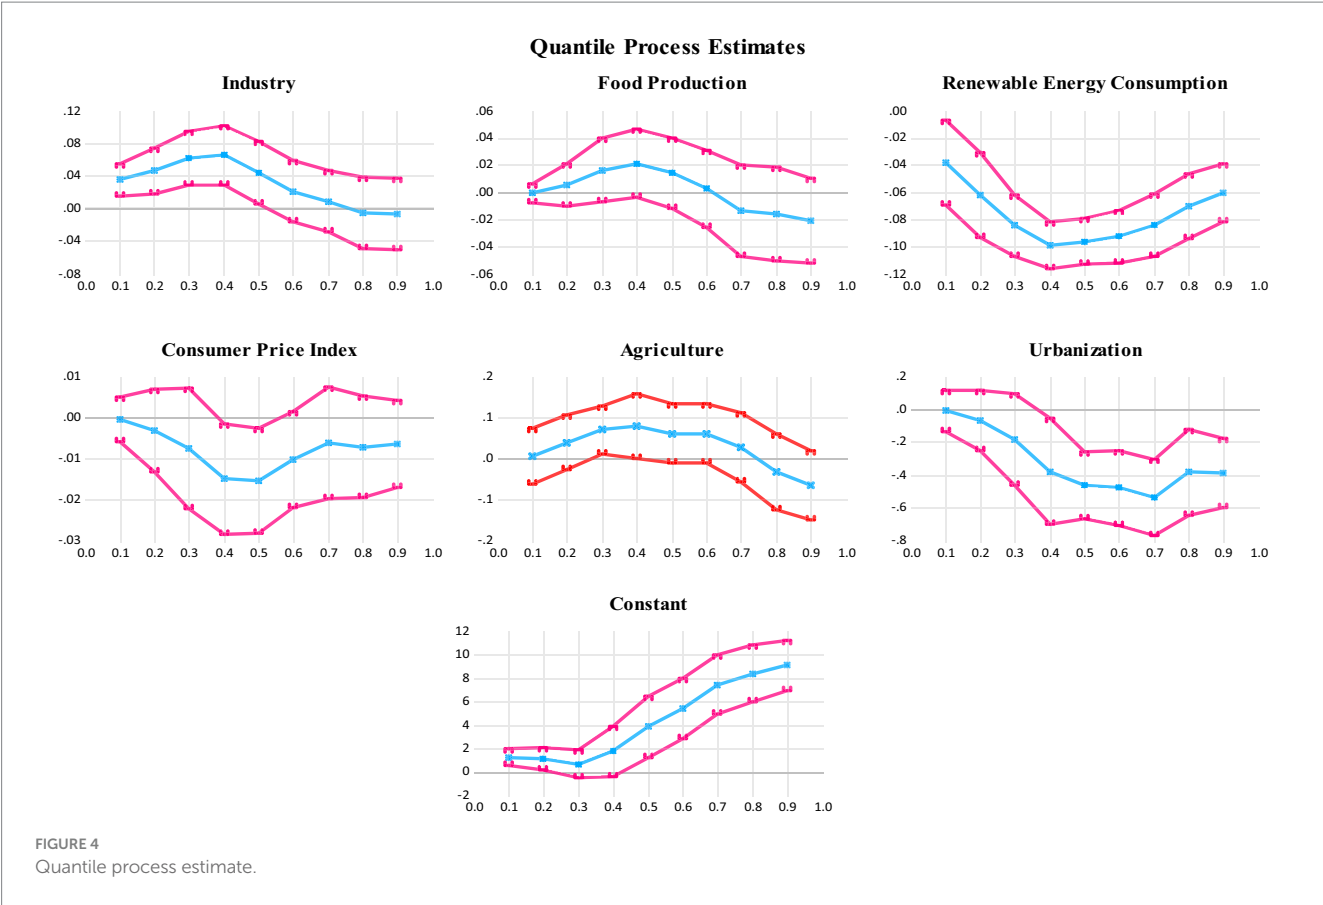 Quantile Process Estimates
Industry
.12
.08
.04
.00
-.04
-.08
0.0 0.1 0.2 0.3 0.4 0.5 0.6 0.7 0.8 0.9 1.0
Food Production
.06
.04
.02
.00
-.02
-.04
-.06
0.0 0.1 0.2 0.3 0.4 0.5 0.6 0.7 0.8 0.9 1.0
Renewable Energy Consumption
.00
-.02
-.04
-.06
-.08
-.10
-.12
0.0 0.1 0.2 0.3 0.4 0.5 0.6 0.7 0.8 0.9 1.0
Consumer Price Index
.01
.00
-.01
-.02
-.03
0.0 0.1 0.2 0.3 0.4 0.5 0.6 0.7 0.8 0.9 1.0
Agriculture
.2
.1
.0
-.1
-.2
0.0 0.1 0.2 0.3 0.4 0.5 0.6 0.7 0.8 0.9 1.0
Urbanization
.2
.0
-.2
-.4
-.6
-.8
0.0 0.1 0.2 0.3 0.4 0.5 0.6 0.7 0.8 0.9 1.0
Constant
12
10
8
6
4
2
0
-2
0.0 0.1 0.2 0.3 0.4 0.5 0.6 0.7 0.8 0.9 1.0
FIGURE 4
Quantile process estimate.